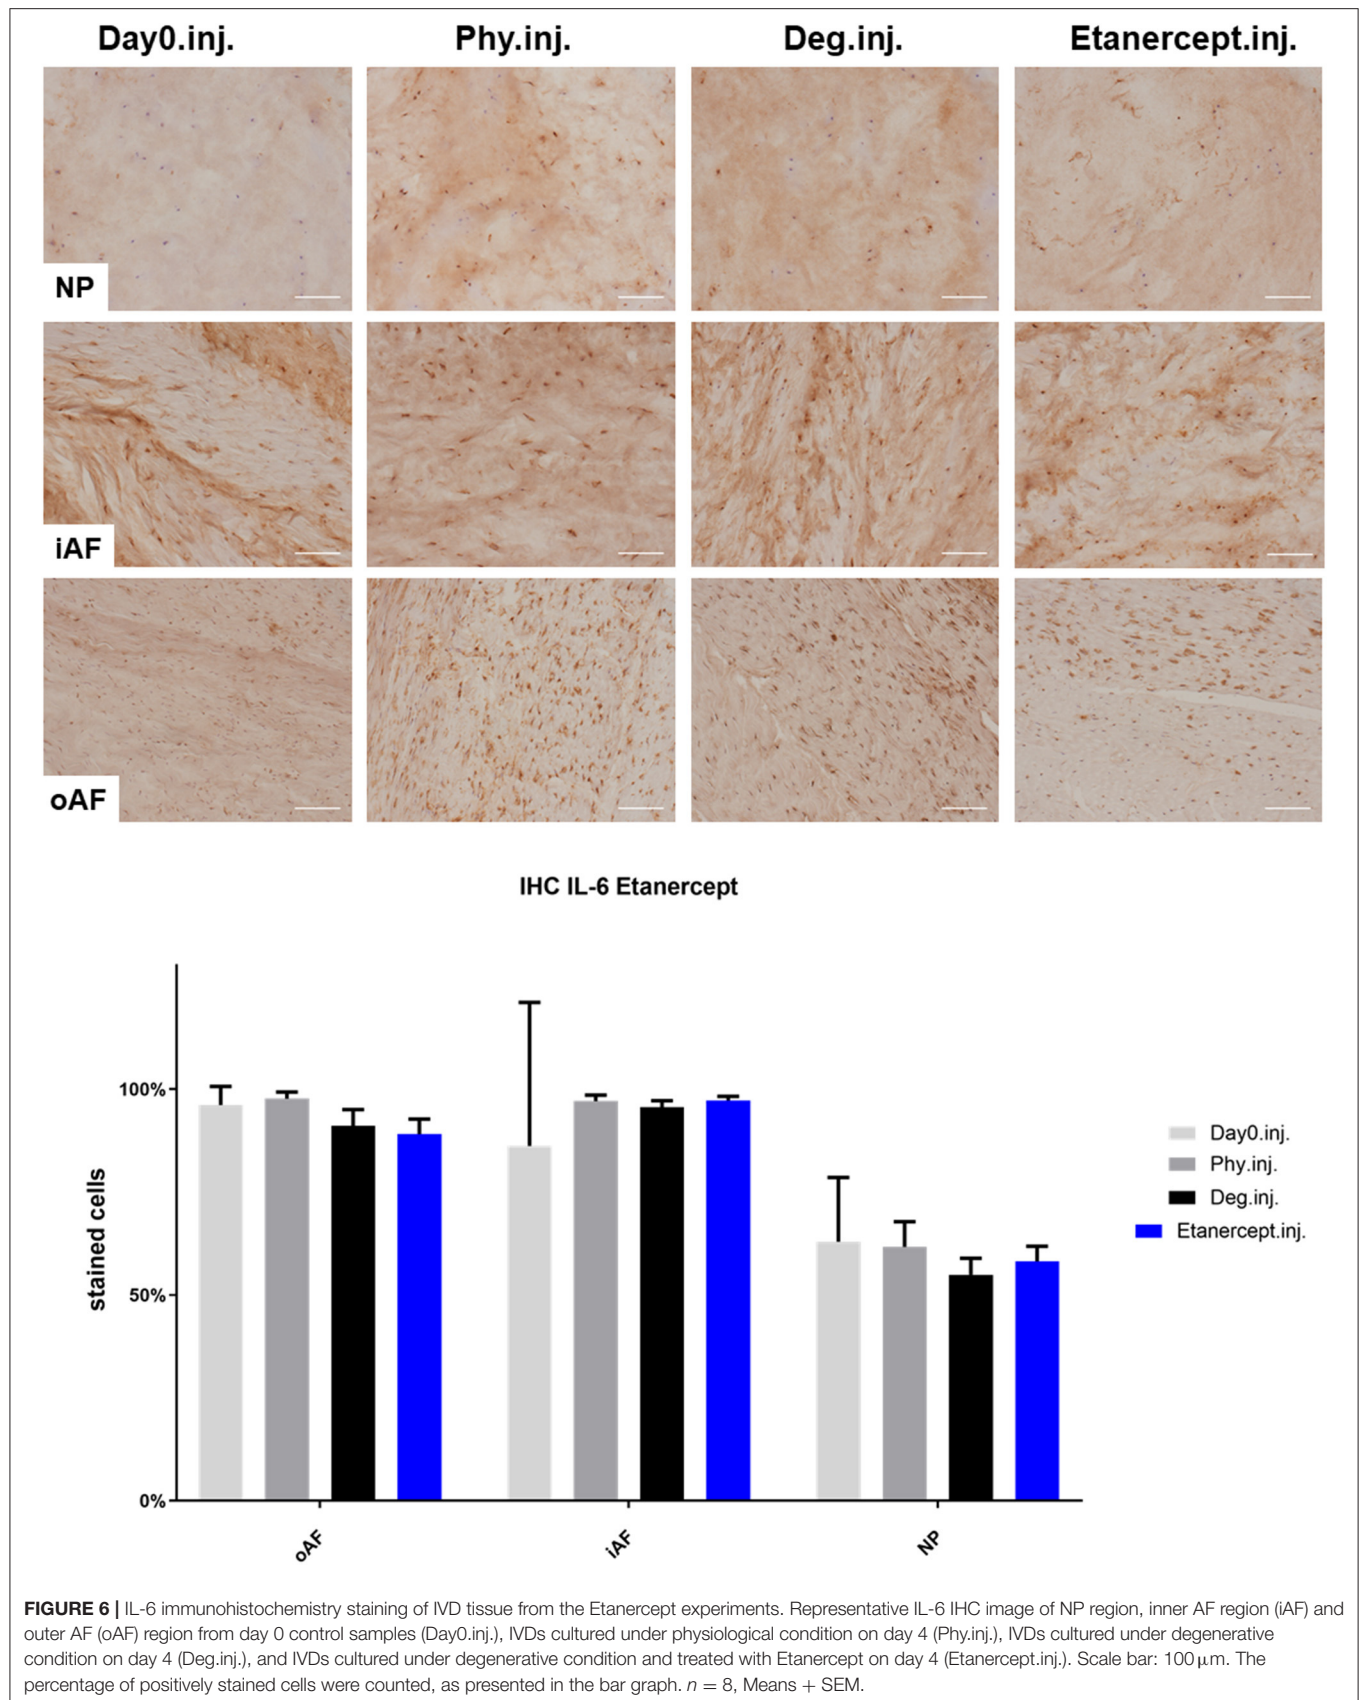 Day0.inj. Phy.inj. Deg.inj. Etanercept.inj.
NP
iAF
oAF
IHC IL-6 Etanercept
stained cells
100%
50%
0%
oAF iAF NP
Day0.inj.
Phy.inj.
Deg.inj.
Etanercept.inj.
FIGURE 6 | IL-6 immunohistochemistry staining of IVD tissue from the Etanercept experiments. Representative IL-6 IHC image of NP region, inner AF region (iAF) and
outer AF (oAF) region from day 0 control samples (Day0.inj.), IVDs cultured under physiological condition on day 4 (Phy.inj.), IVDs cultured under degenerative
condition on day 4 (Deg.inj.), and IVDs cultured under degenerative condition and treated with Etanercept on day 4 (Etanercept.inj.). Scale bar: 100 μm. The
percentage of positively stained cells were counted, as presented in the bar graph. n = 8, Means + SEM.